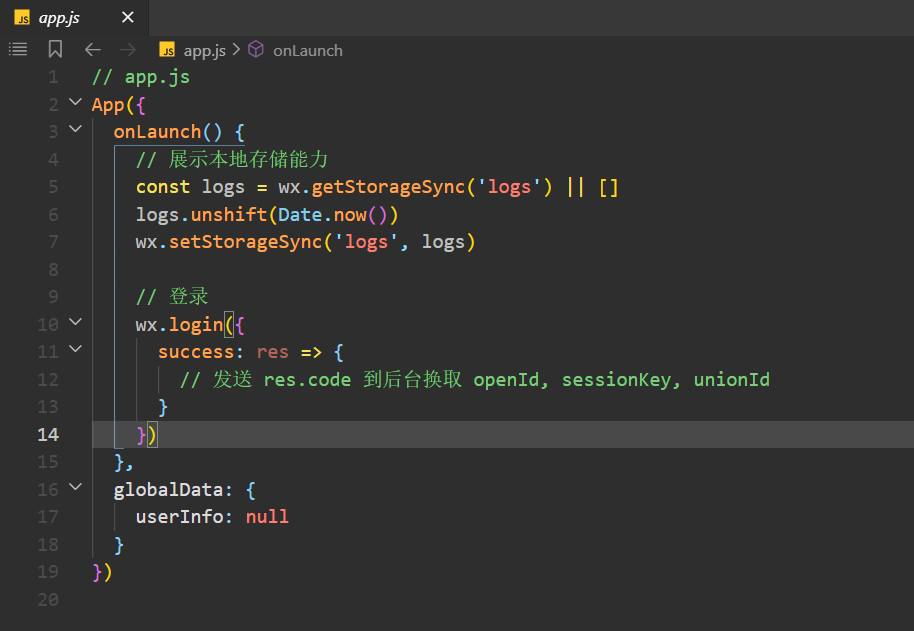 JS app.js ×
JS app.js > onLaunch
1 // app.js
2 App({
3 onLaunch() {
4 // 展示本地存储能力
5 const logs = wx.getStorageSync('logs') || []
6 logs.unshift(Date.now())
7 wx.setStorageSync('logs', logs)
8
9 // 登录
10 wx.login({
11 success: res => {
12 // 发送 res.code 到后台换取 openId, sessionKey, unionId
13 }
14 })
15 },
16 globalData: {
17 userInfo: null
18 }
19 })
20